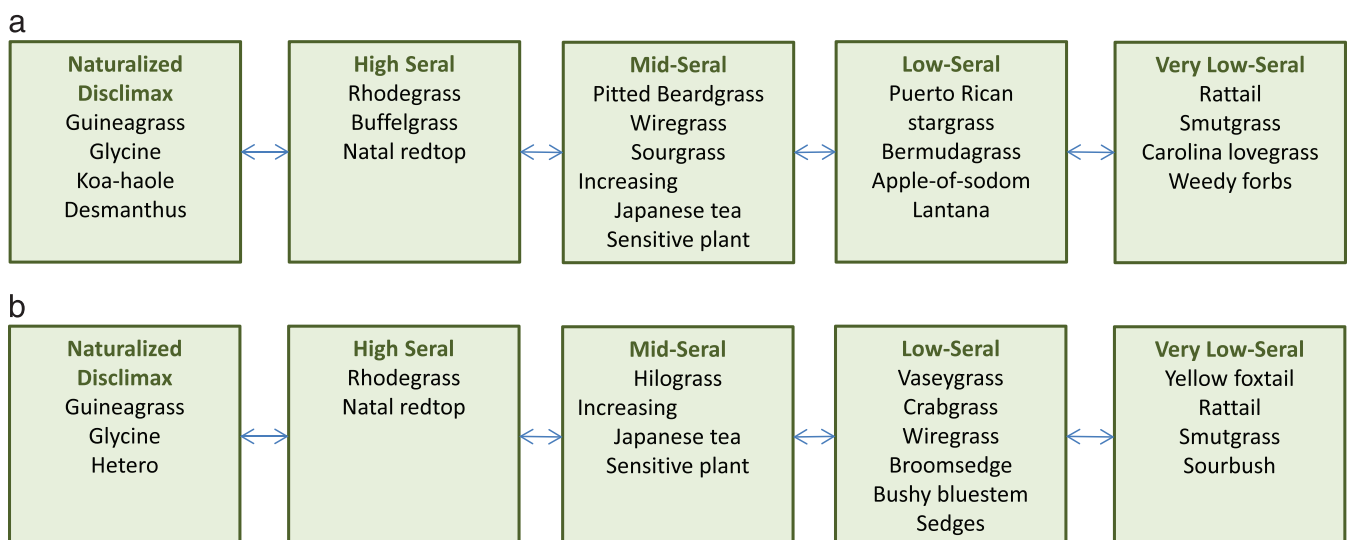 a
Naturalized
Disclimax
Guineagrass
Glycine
Koa-haole
Desmanthus
High Seral
Rhodegrass
Buffelgrass
Natal redtop
Mid-Seral
Pitted Beardgrass
Wiregrass
Sourgrass
Increasing
Japanese tea
Sensitive plant
Low-Seral
Puerto Rican
stargrass
Bermudagrass
Apple-of-sodom
Lantana
Very Low-Seral
Rattail
Smutgrass
Carolina lovegrass
Weedy forbs
b
Naturalized
Disclimax
Guineagrass
Glycine
Hetero
High Seral
Rhodegrass
Natal redtop
Mid-Seral
Hilograss
Increasing
Japanese tea
Sensitive plant
Low-Seral
Vaseygrass
Crabgrass
Wiregrass
Broomsedge
Bushy bluestem
Sedges
Very Low-Seral
Yellow foxtail
Rattail
Smutgrass
Sourbush